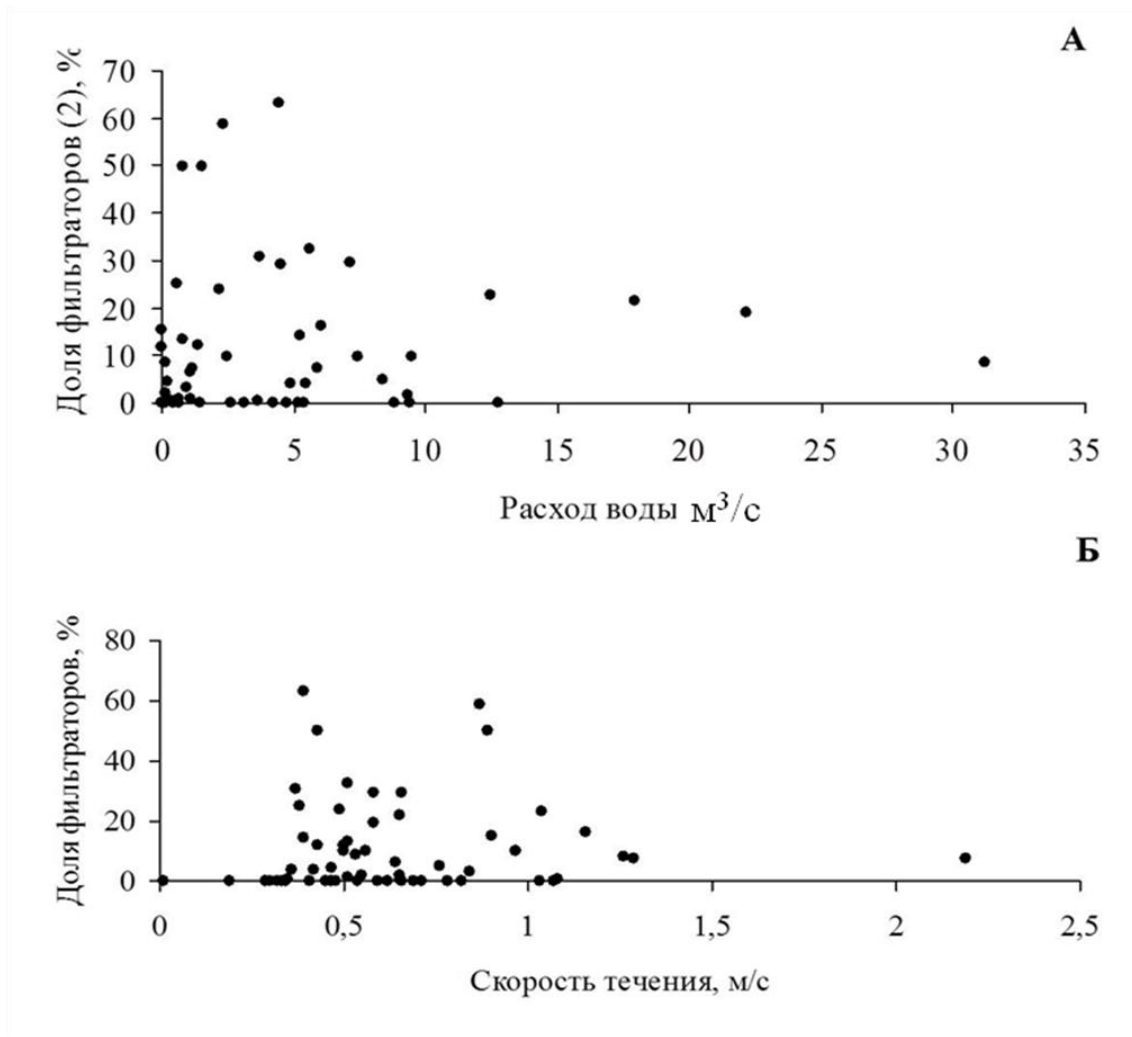 А
Доля фильтраторов (2), %
70
60
50
40
30
20
10
0
0 5 10 15 20 25 30 35
Расход воды м³/с
Б
Доля фильтраторов, %
80
60
40
20
0
0 0,5 1 1,5 2 2,5
Скорость течения, м/с